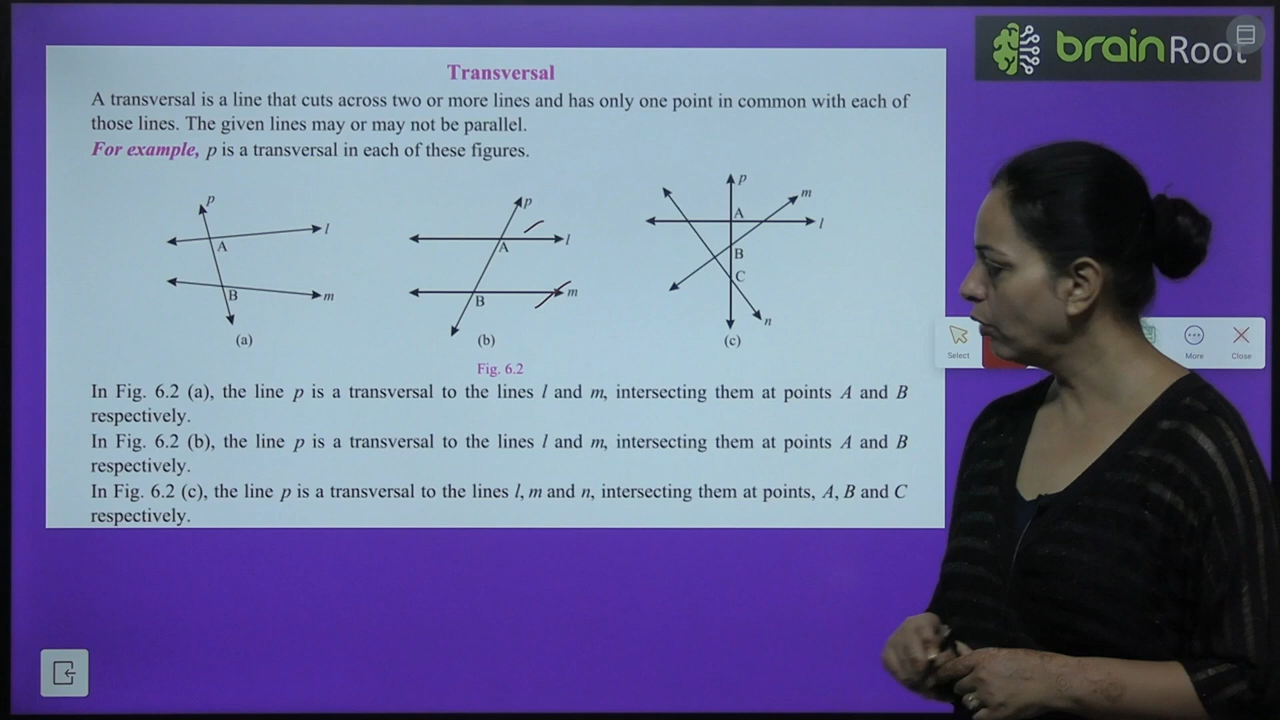 brainRoot
Transversal
A transversal is a line that cuts across two or more lines and has only one point in common with each of
those lines. The given lines may or may not be parallel.
For example, p is a transversal in each of these figures.
p
l
A
B
m
(a)
p
l
A
B
m
(b)
p
m
A
l
B
C
n
(c)
Fig. 6.2
In Fig. 6.2 (a), the line p is a transversal to the lines l and m, intersecting them at points A and B
respectively.
In Fig. 6.2 (b), the line p is a transversal to the lines l and m, intersecting them at points A and B
respectively.
In Fig. 6.2 (c), the line p is a transversal to the lines l, m and n, intersecting them at points, A, B and C
respectively.
Select
More
Close